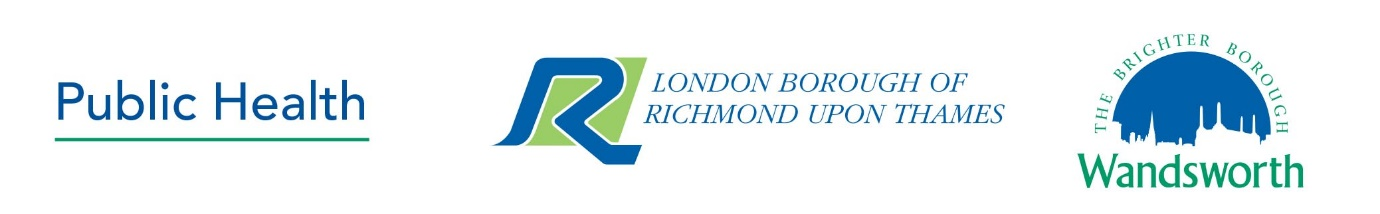 Public Health
LONDON BOROUGH OF
RICHMOND UPON THAMES
THE BRIGHTER BOROUGH
Wandsworth